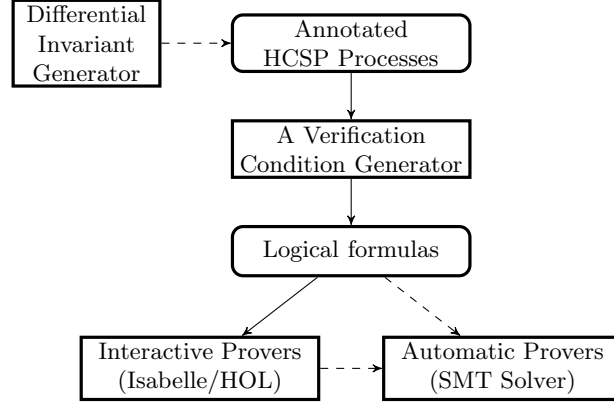 Differential
Invariant
Generator
Annotated
HCSP Processes
A Verification
Condition Generator
Logical formulas
Interactive Provers
(Isabelle/HOL)
Automatic Provers
(SMT Solver)